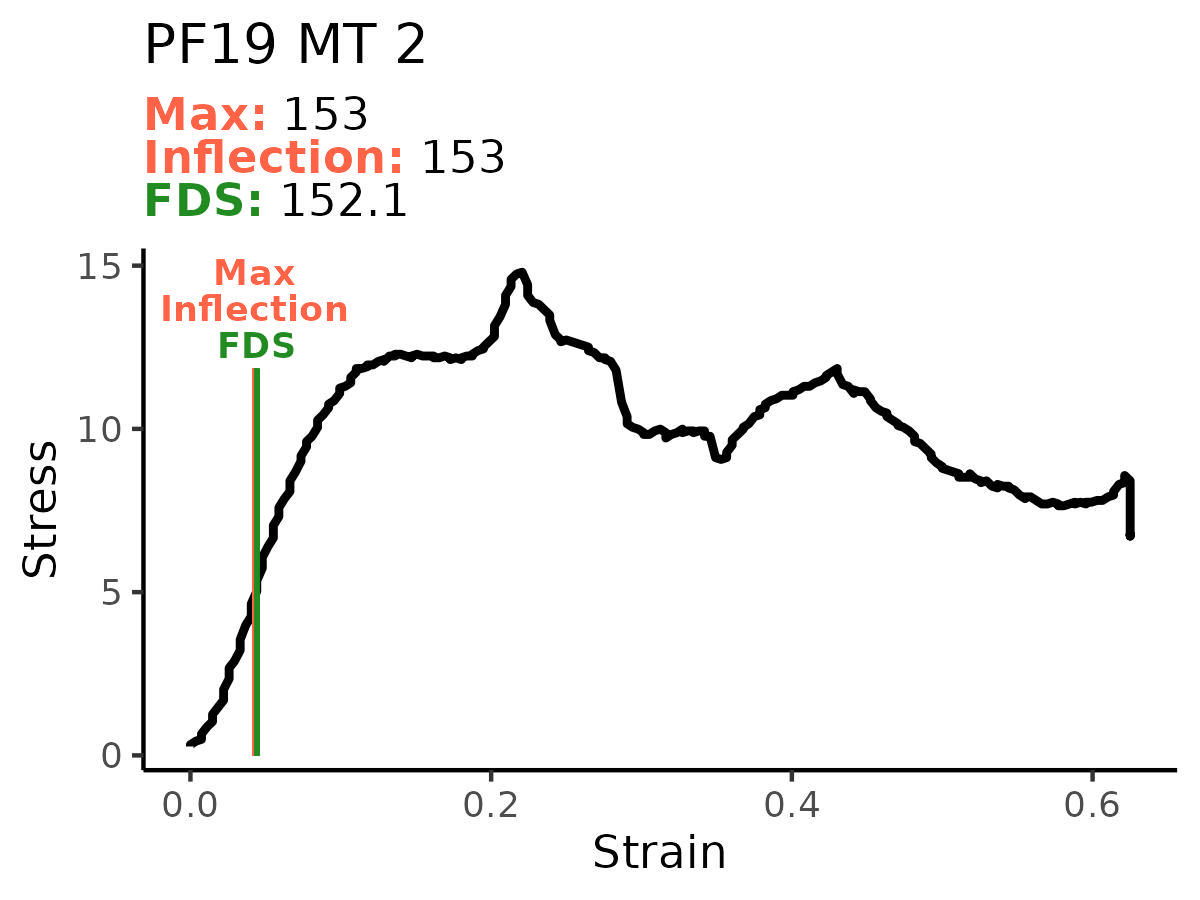 PF19 MT 2
Max: 153
Inflection: 153
FDS: 152.1
15
10
5
0
Max
Inflection
FDS
Stress
0.0
0.2
0.4
0.6
Strain